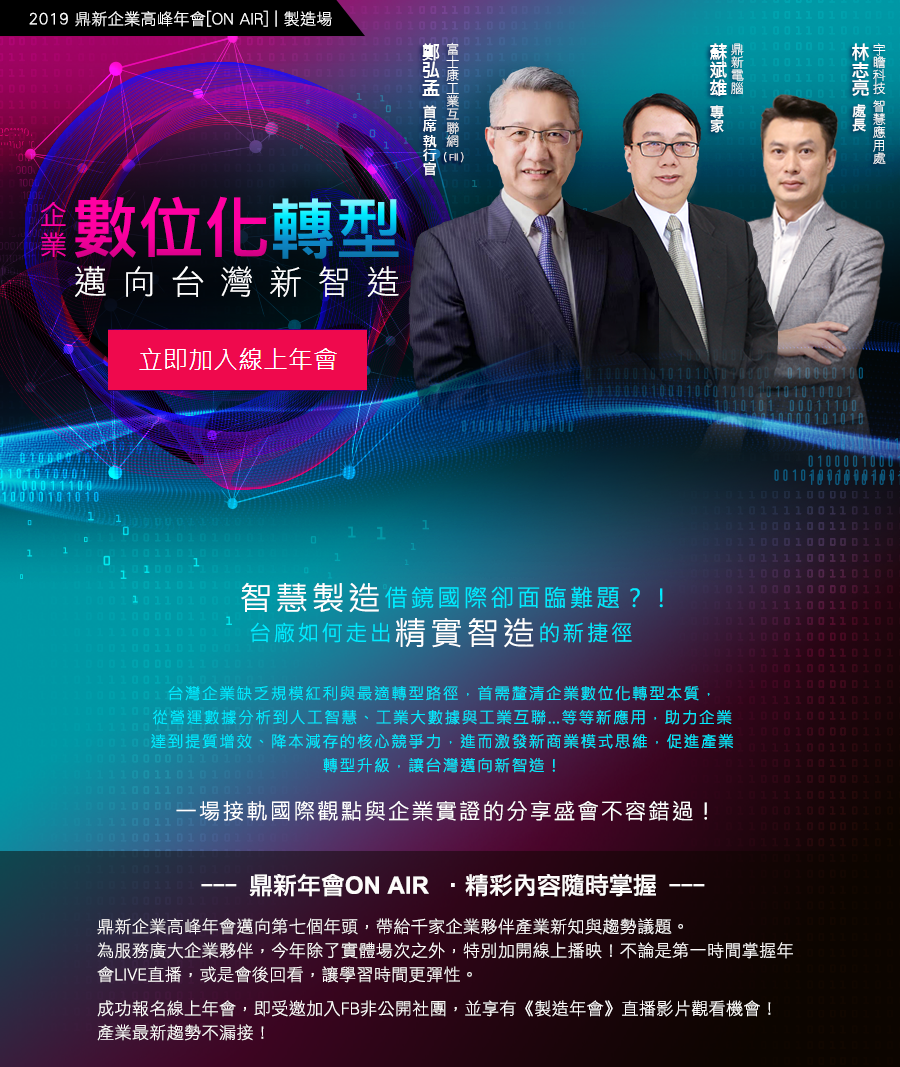 2019 鼎新企業高峰年會[ON AIR] | 製造場
富士康工業互聯網 (FII)
鄭弘孟 首席執行官
鼎新電腦
蘇斌雄 專家
宇瞻科技 智慧應用處
林志亮 處長
企業 數位化轉型
邁向台灣新智造
立即加入線上年會
智慧製造借鏡國際卻面臨難題？！
台廠如何走出精實智造的新捷徑
台灣企業缺乏規模紅利與最適轉型路徑，首需釐清企業數位化轉型本質，
從營運數據分析到人工智慧、工業大數據與工業互聯...等等新應用，助力企業
達到提質增效、降本減存的核心競爭力，進而激發新商業模式思維，促進產業
轉型升級，讓台灣邁向新智造！
一場接軌國際觀點與企業實證的分享盛會不容錯過！
--- 鼎新年會ON AIR ‧精彩內容隨時掌握 ---
鼎新企業高峰年會邁向第七個年頭，帶給千家企業夥伴產業新知與趨勢議題。
為服務廣大企業夥伴，今年除了實體場次之外，特別加開線上播映！不論是第一時間掌握年
會LIVE直播，或是會後回看，讓學習時間更彈性。
成功報名線上年會，即受邀加入FB非公開社團，並享有《製造年會》直播影片觀看機會！
產業最新趨勢不漏接！